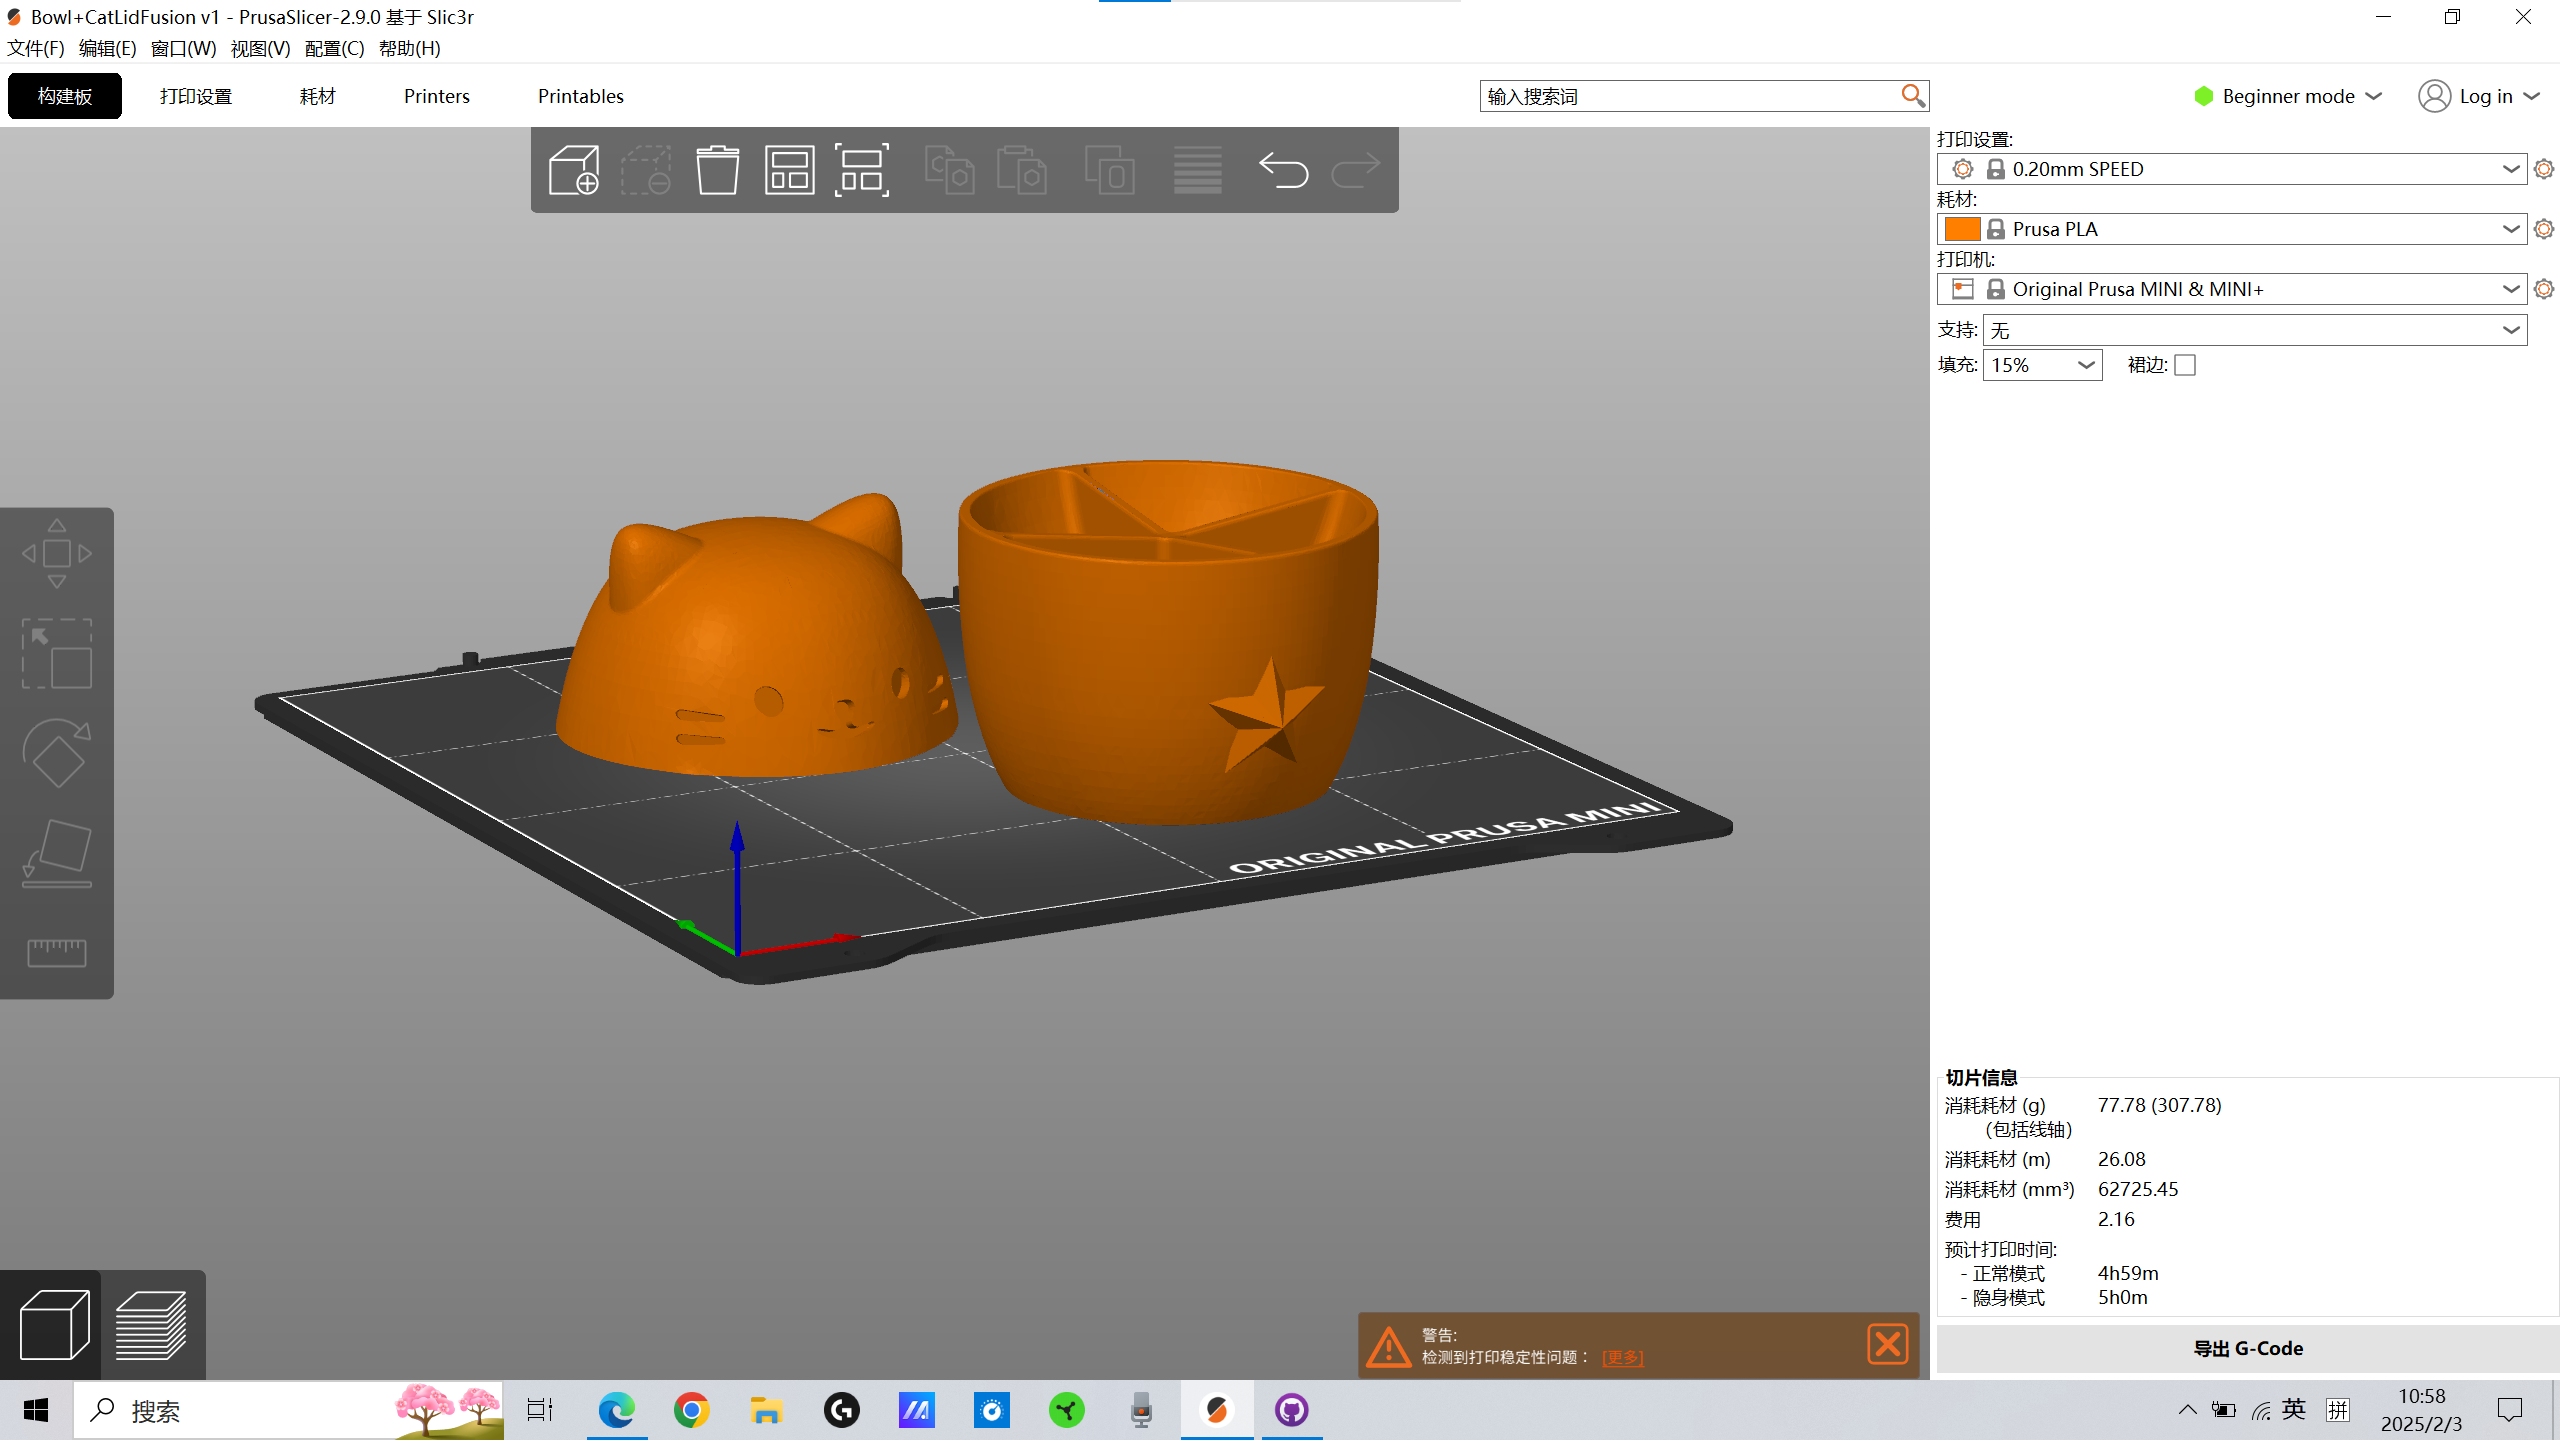 Bowl+CatLidFusion v1 - PrusaSlicer-2.9.0 基于 Slic3r
文件(F) 编辑(E) 窗口(W) 视图(V) 配置(C) 帮助(H)
构建板 打印设置 耗材 Printers Printables 输入搜索词 Beginner mode Log in
打印设置:
0.20mm SPEED
耗材:
Prusa PLA
打印机:
Original Prusa MINI & MINI+
支持: 无
填充: 15% 裙边:
ORIGINAL PRUSA MINI
切片信息
消耗耗材 (g) 77.78 (307.78)
（包括线轴）
消耗耗材 (m) 26.08
消耗耗材 (mm³) 62725.45
费用 2.16
预计打印时间:
- 正常模式 4h59m
- 隐身模式 5h0m
警告:
检测到打印稳定性问题： [更多]
导出 G-Code
搜索
英 拼
10:58
2025/2/3